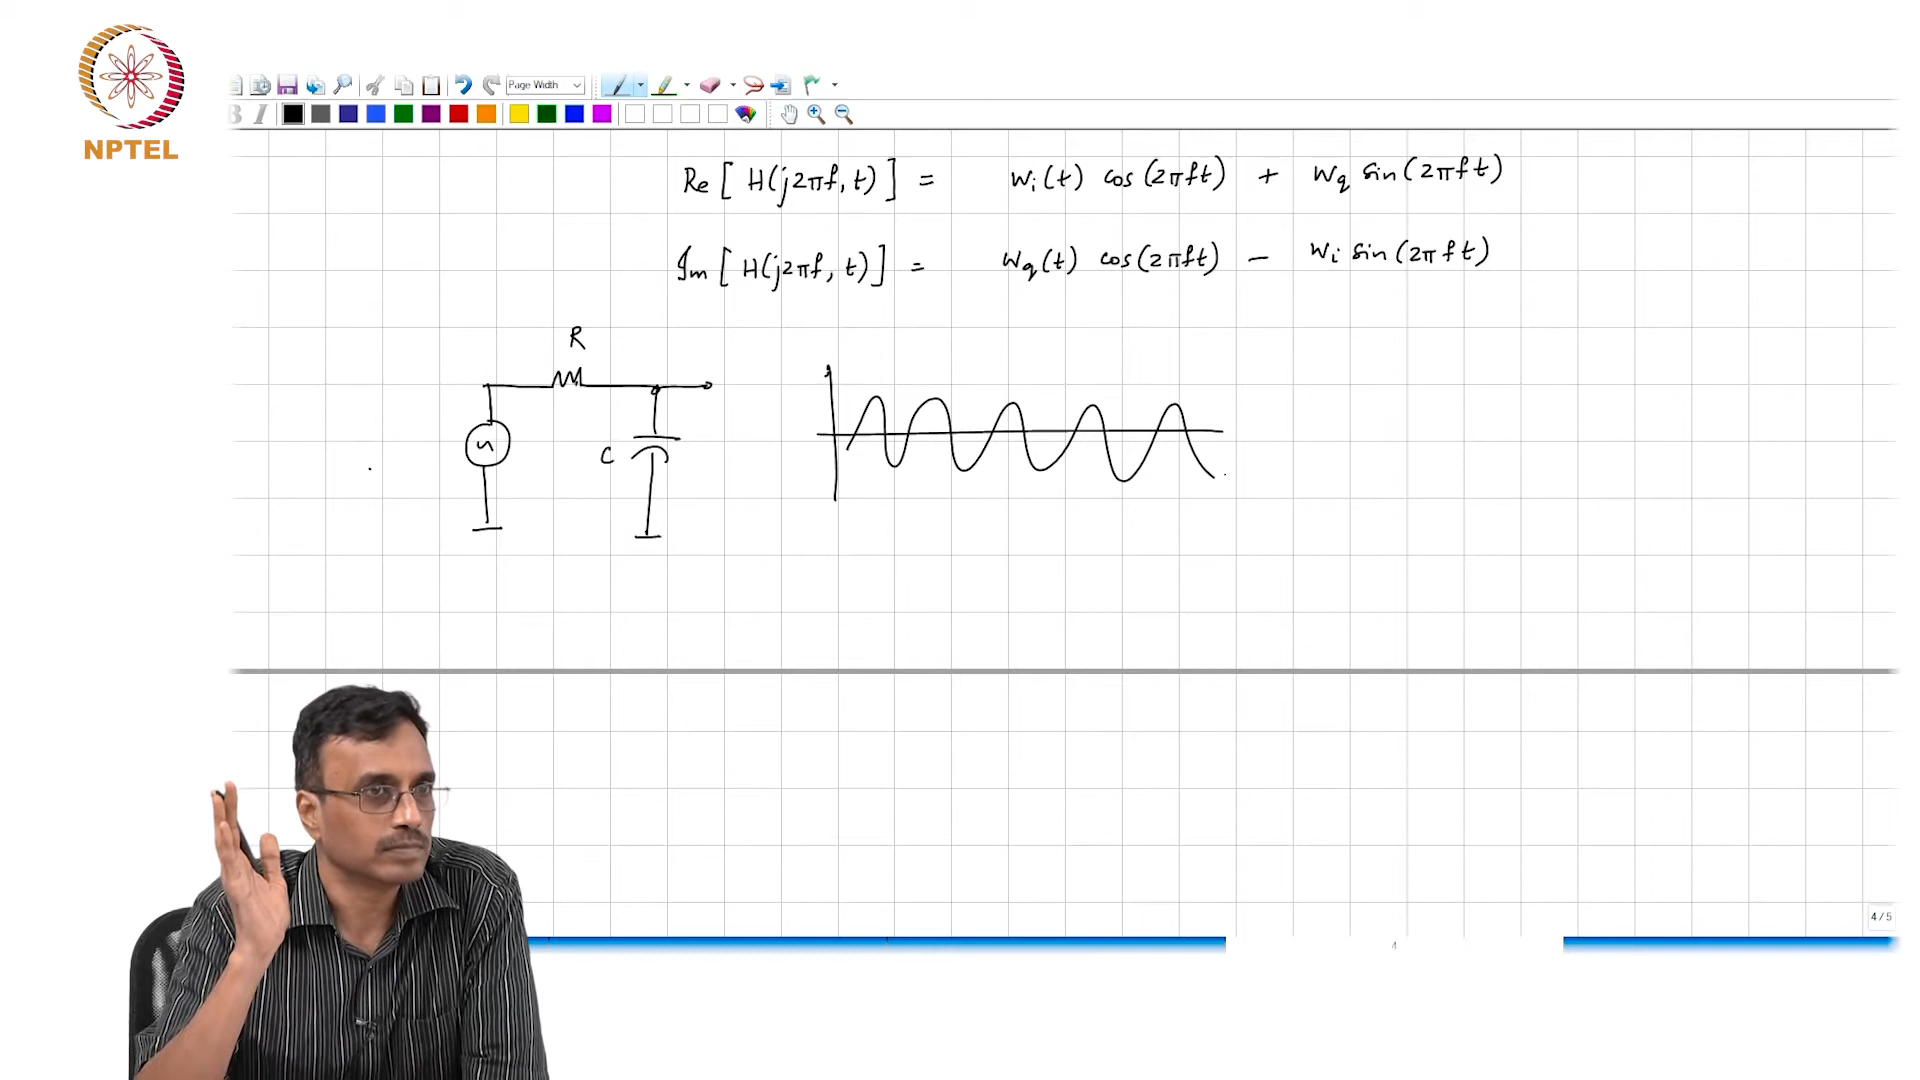 NPTEL
Page Width
B I
Re [ H(j2πf, t) ] = wi(t) cos(2πft) + wq sin(2πft)
Im [ H(j2πf, t) ] = wq(t) cos(2πft) − wi sin(2πft)
R
C
4/5
4